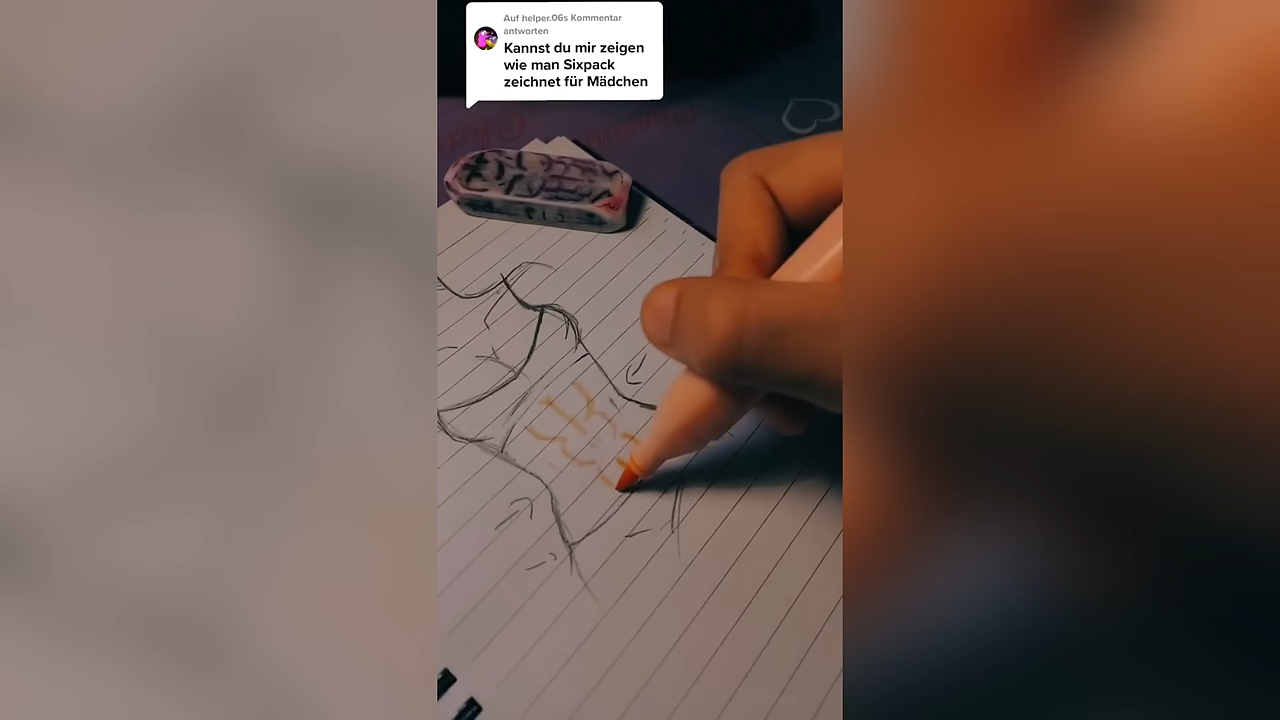 Auf helper.06s Kommentar
antworten
Kannst du mir zeigen
wie man Sixpack
zeichnet für Mädchen